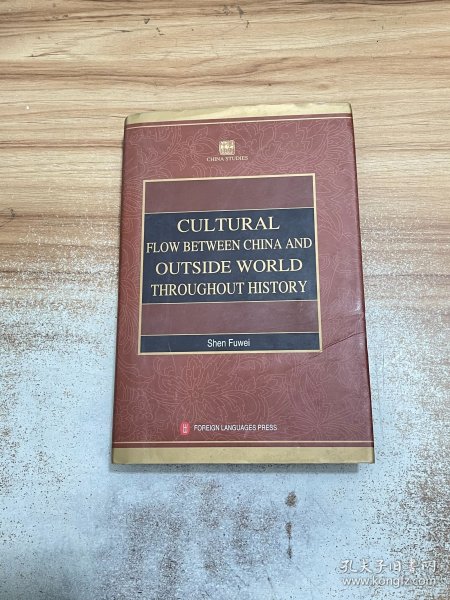 CHINA STUDIES
CULTURAL
FLOW BETWEEN CHINA AND
OUTSIDE WORLD
THROUGHOUT HISTORY
Shen Fuwei
FOREIGN LANGUAGES PRESS
孔夫子旧书网
www.kongfz.com